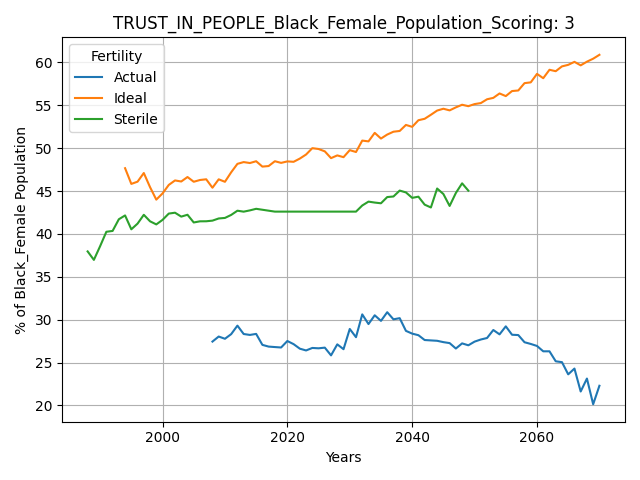 TRUST_IN_PEOPLE_Black_Female_Population_Scoring: 3
Fertility
Actual
Ideal
Sterile
% of Black_Female Population
60
55
50
45
40
35
30
25
20
2000
2020
2040
2060
Years